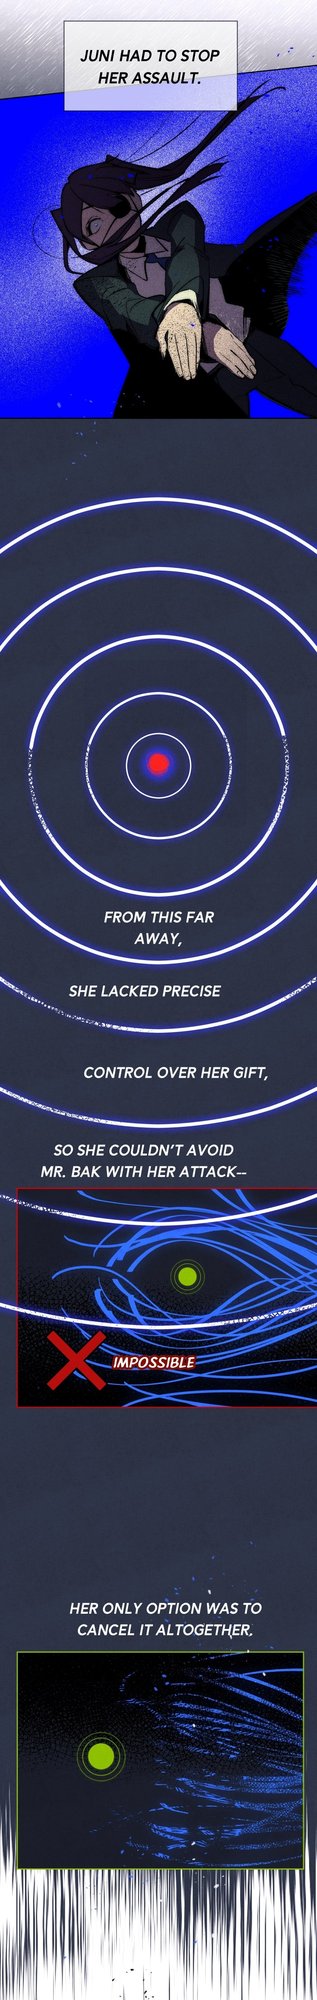 JUNI HAD TO STOP
HER ASSAULT.
FROM THIS FAR
AWAY,
SHE LACKED PRECISE
CONTROL OVER HER GIFT,
SO SHE COULDN'T AVOID
MR. BAK WITH HER ATTACK--
IMPOSSIBLE
HER ONLY OPTION WAS TO
CANCEL IT ALTOGETHER.